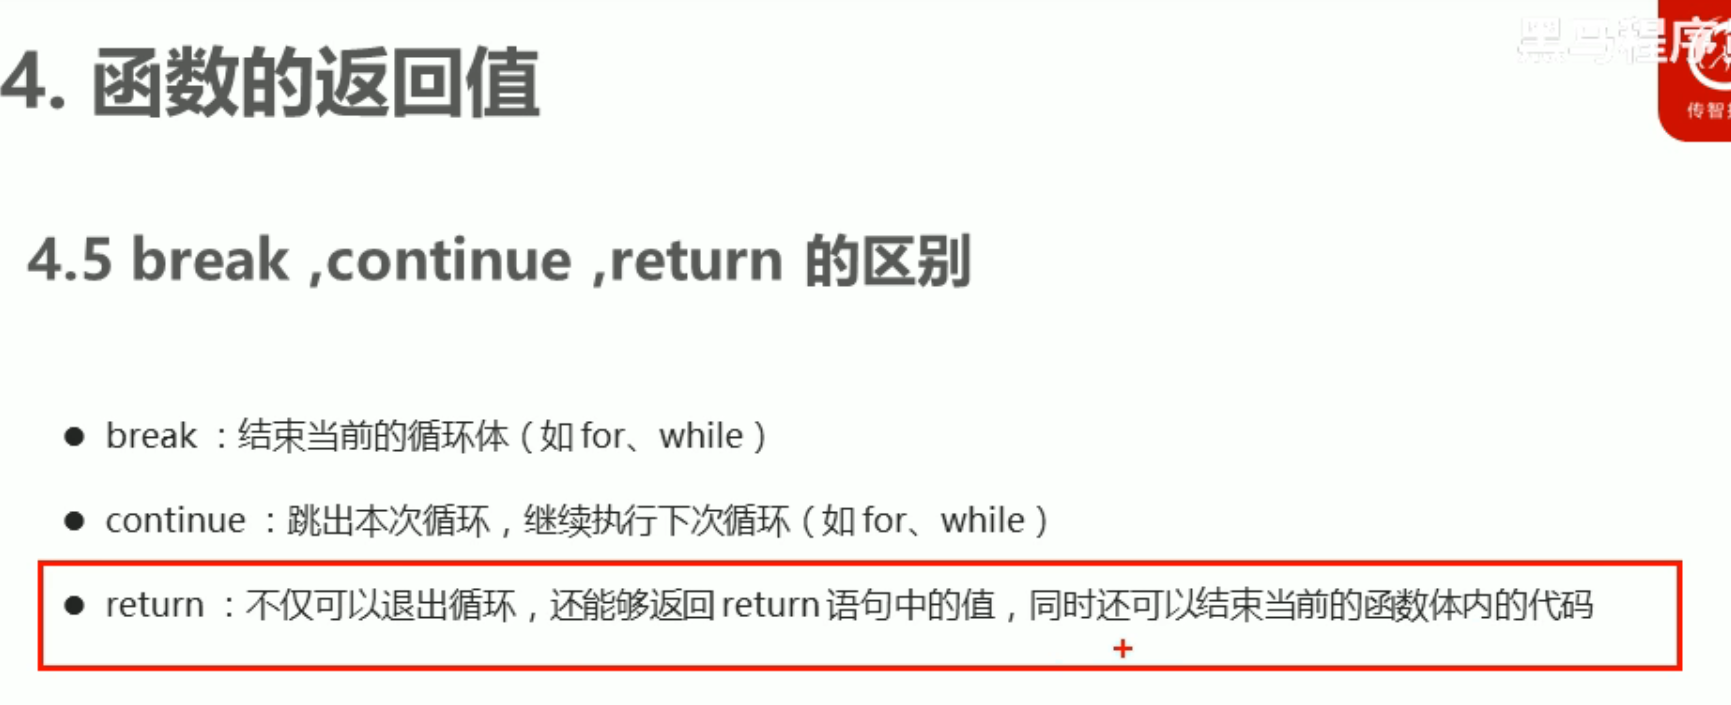 黑马程序
传智
4. 函数的返回值
4.5 break ,continue ,return 的区别
● break ：结束当前的循环体（如 for、while）
● continue ：跳出本次循环，继续执行下次循环（如 for、while）
● return ：不仅可以退出循环，还能够返回 return 语句中的值，同时还可以结束当前的函数体内的代码